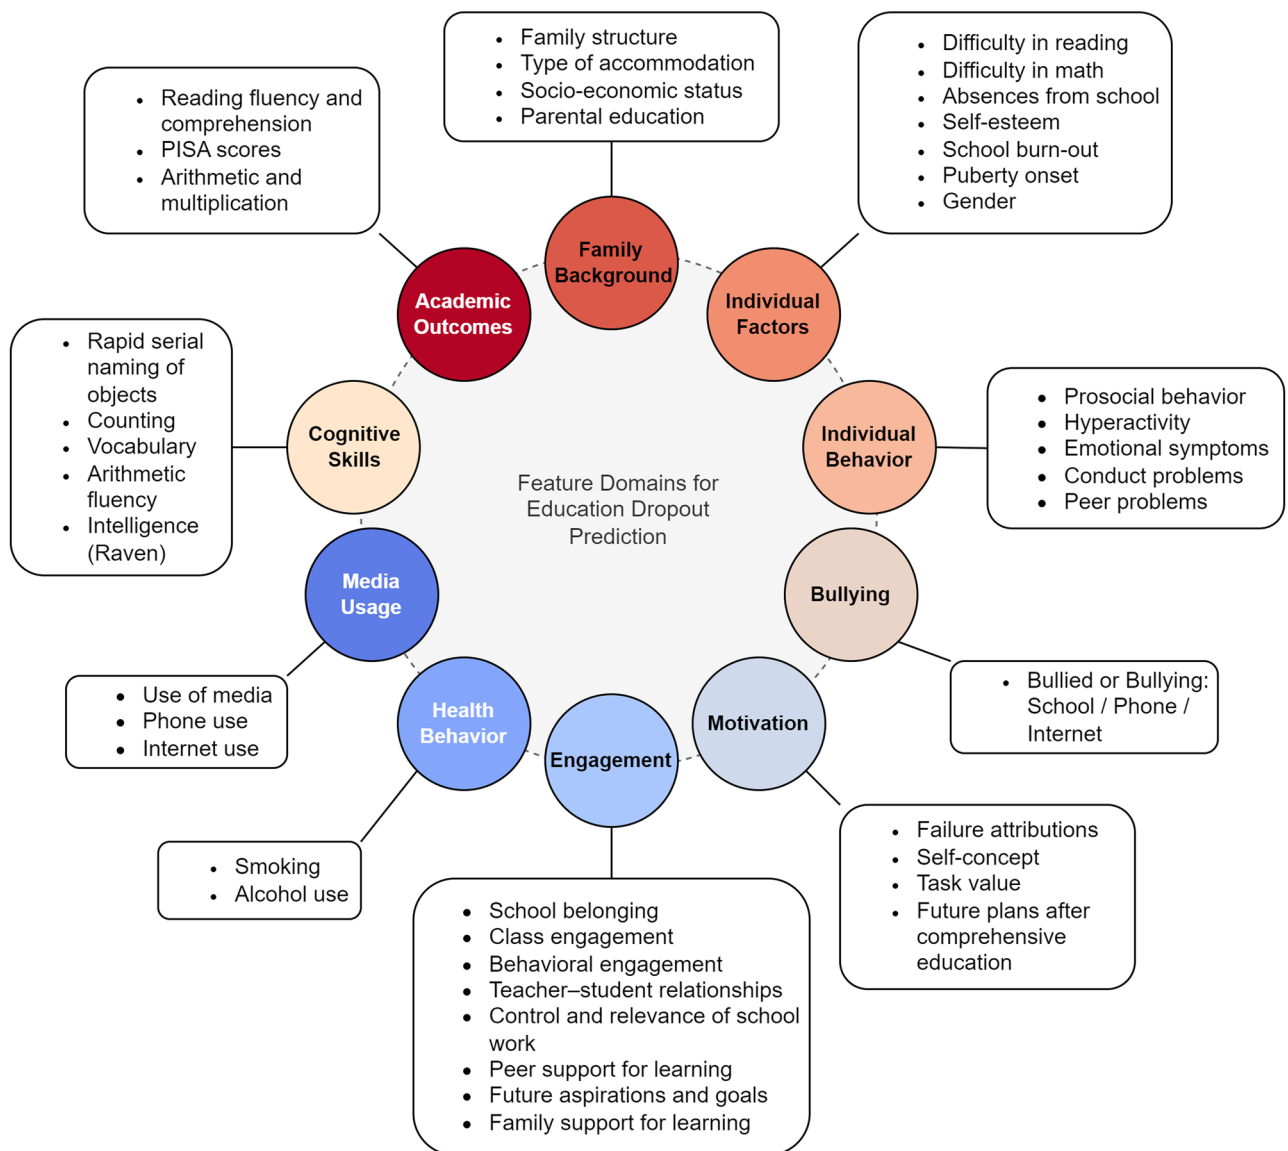 Family structure
Type of accommodation
Socio-economic status
Parental education
Difficulty in reading
Difficulty in math
Absences from school
Self-esteem
School burn-out
Puberty onset
Gender
Reading fluency and
comprehension
PISA scores
Arithmetic and
multiplication
Family
Background
Academic
Outcomes
Individual
Factors
Rapid serial
naming of
objects
Counting
Vocabulary
Arithmetic
fluency
Intelligence
(Raven)
Cognitive
Skills
Individual
Behavior
Prosocial behavior
Hyperactivity
Emotional symptoms
Conduct problems
Peer problems
Feature Domains for
Education Dropout
Prediction
Media
Usage
Bullying
Use of media
Phone use
Internet use
Health
Behavior
Engagement
Motivation
Bullied or Bullying:
School / Phone /
Internet
Smoking
Alcohol use
Failure attributions
Self-concept
Task value
Future plans after
comprehensive
education
School belonging
Class engagement
Behavioral engagement
Teacher–student relationships
Control and relevance of school
work
Peer support for learning
Future aspirations and goals
Family support for learning